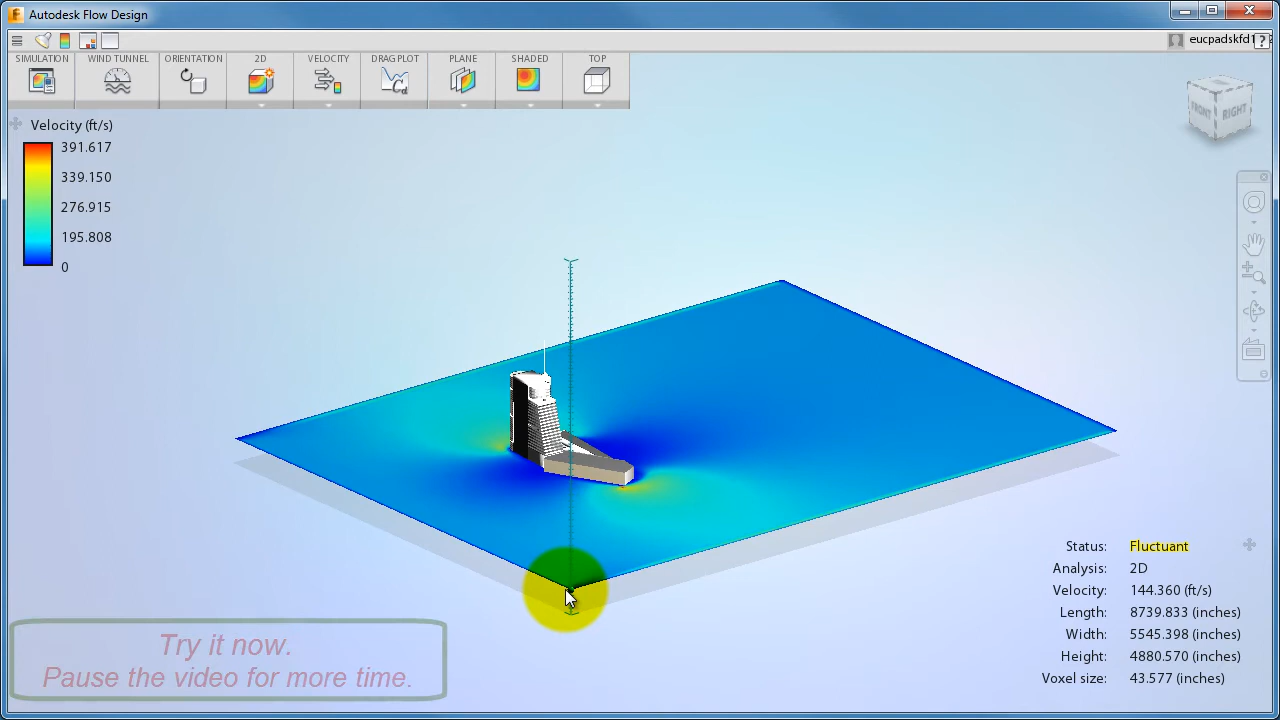 Autodesk Flow Design
eucpadskfd1
SIMULATION WIND TUNNEL ORIENTATION 2D VELOCITY DRAG PLOT PLANE SHADED TOP
Velocity (ft/s)
391.617
339.150
276.915
195.808
0
FRONT RIGHT
Status: Fluctuant
Analysis: 2D
Velocity: 144.360 (ft/s)
Length: 8739.833 (inches)
Width: 5545.398 (inches)
Height: 4880.570 (inches)
Voxel size: 43.577 (inches)
Try it now.
Pause the video for more time.